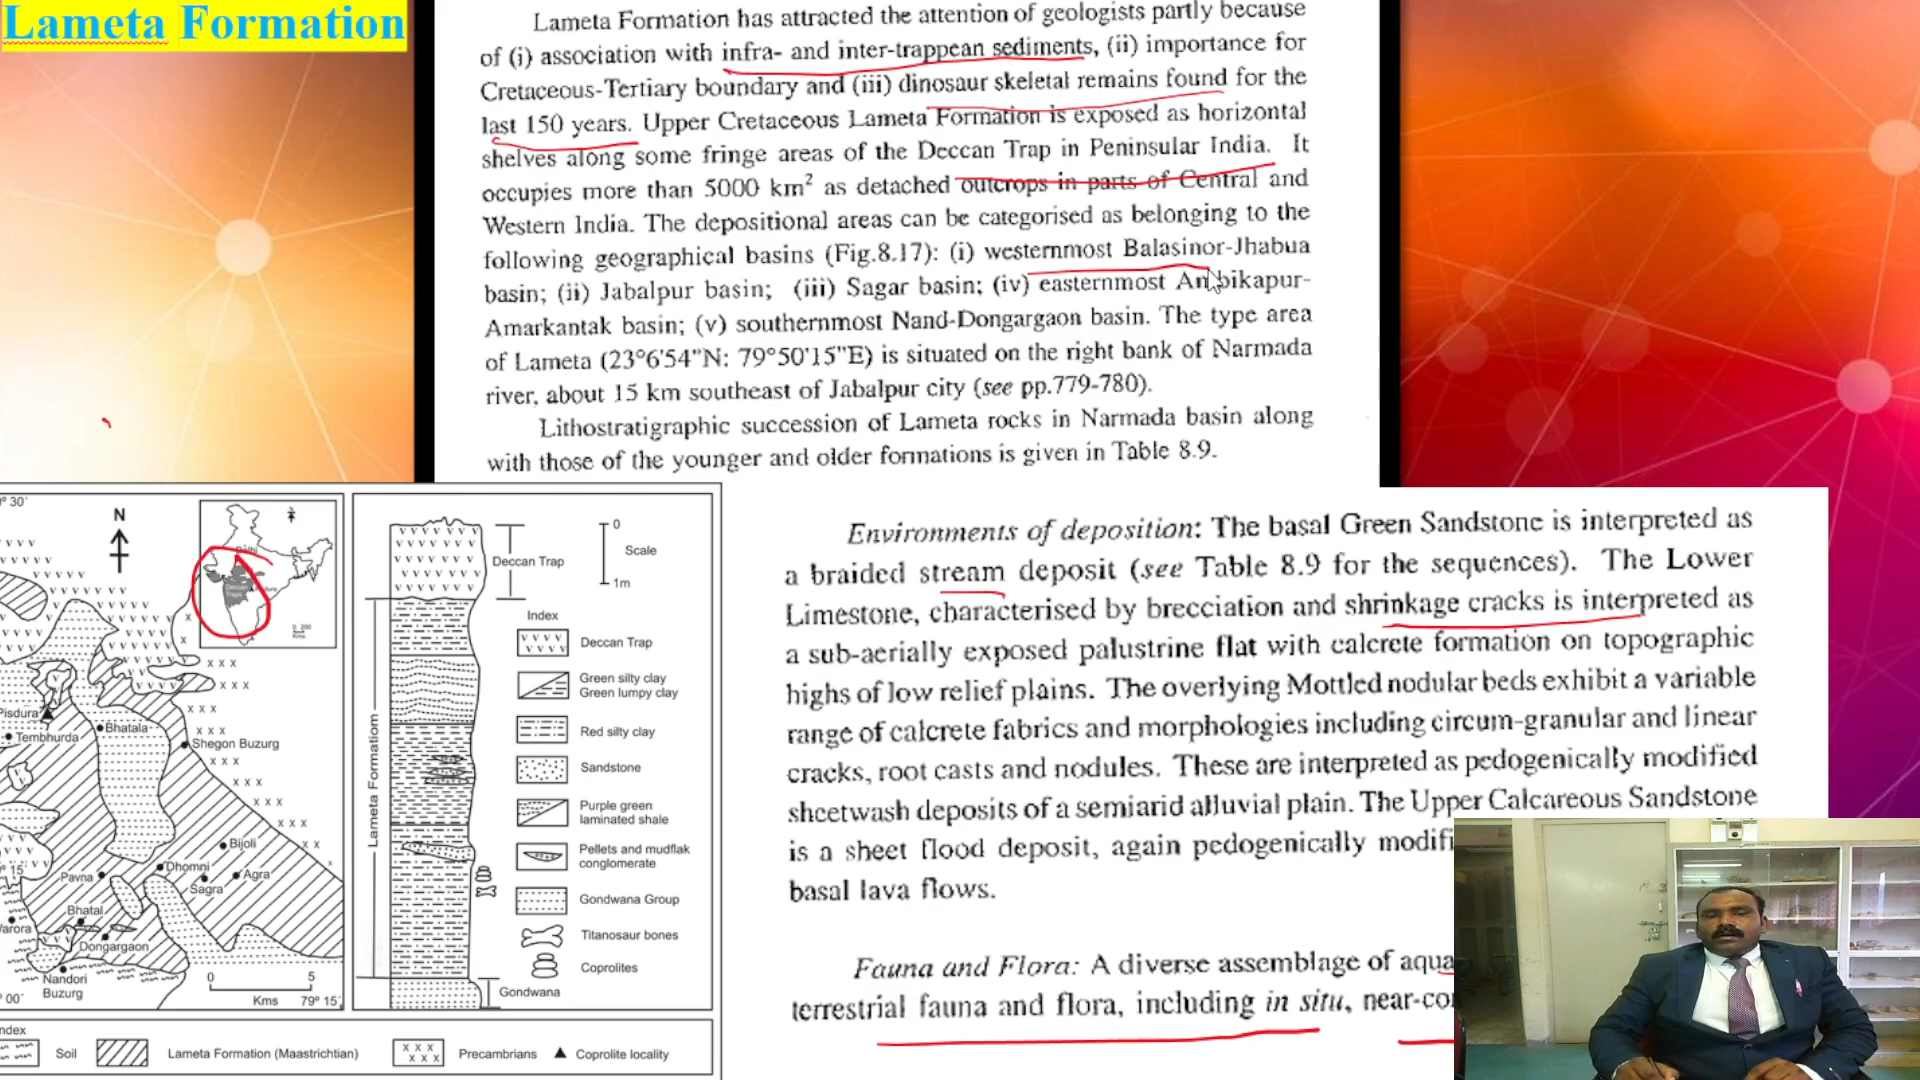 Lameta Formation
Lameta Formation has attracted the attention of geologists partly because
of (i) association with infra- and inter-trappean sediments, (ii) importance for
Cretaceous-Tertiary boundary and (iii) dinosaur skeletal remains found for the
last 150 years. Upper Cretaceous Lameta Formation is exposed as horizontal
shelves along some fringe areas of the Deccan Trap in Peninsular India. It
occupies more than 5000 km² as detached outcrops in parts of Central and
Western India. The depositional areas can be categorised as belonging to the
following geographical basins (Fig.8.17): (i) westernmost Balasinor-Jhabua
basin; (ii) Jabalpur basin; (iii) Sagar basin; (iv) easternmost Ambikapur-
Amarkantak basin; (v) southernmost Nand-Dongargaon basin. The type area
of Lameta (23°6'54"N: 79°50'15"E) is situated on the right bank of Narmada
river, about 15 km southeast of Jabalpur city (see pp.779-780).
Lithostratigraphic succession of Lameta rocks in Narmada basin along
with those of the younger and older formations is given in Table 8.9.
Environments of deposition: The basal Green Sandstone is interpreted as
a braided stream deposit (see Table 8.9 for the sequences). The Lower
Limestone, characterised by brecciation and shrinkage cracks is interpreted as
a sub-aerially exposed palustrine flat with calcrete formation on topographic
highs of low relief plains. The overlying Mottled nodular beds exhibit a variable
range of calcrete fabrics and morphologies including circum-granular and linear
cracks, root casts and nodules. These are interpreted as pedogenically modified
sheetwash deposits of a semiarid alluvial plain. The Upper Calcareous Sandstone
is a sheet flood deposit, again pedogenically modifi
basal lava flows.
Fauna and Flora: A diverse assemblage of aqua
terrestrial fauna and flora, including in situ, near-co
30'
N
Delhi
Deccan Traps
0 200
Kms
Pisdura
Tembhurda
Bhatala
Shegon Buzurg
Bijoli
Dhomni
Agra
Sagra
Pavna
15'
Bhatal
Varora
Dongargaon
Nandori
Buzurg
00'
0 5
Kms
79° 15'
Deccan Trap
0
Scale
1m
Lameta Formation
Gondwana
Index
Deccan Trap
Green silty clay
Green lumpy clay
Red silty clay
Sandstone
Purple green
laminated shale
Pellets and mudflak
conglomerate
Gondwana Group
Titanosaur bones
Coprolites
ndex
Soil
Lameta Formation (Maastrichtian)
Precambrians
Coprolite locality